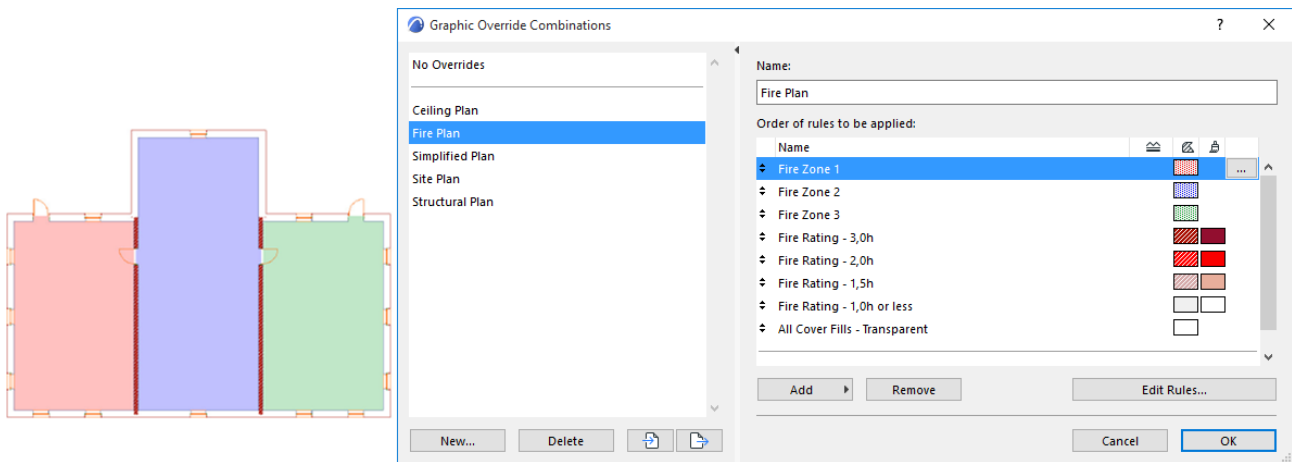 Graphic Override Combinations
?
No Overrides
Ceiling Plan
Fire Plan
Simplified Plan
Site Plan
Structural Plan
New...
Delete
Name:
Fire Plan
Order of rules to be applied:
Name
Fire Zone 1
...
Fire Zone 2
Fire Zone 3
Fire Rating - 3,0h
Fire Rating - 2,0h
Fire Rating - 1,5h
Fire Rating - 1,0h or less
All Cover Fills - Transparent
Add
Remove
Edit Rules...
Cancel
OK